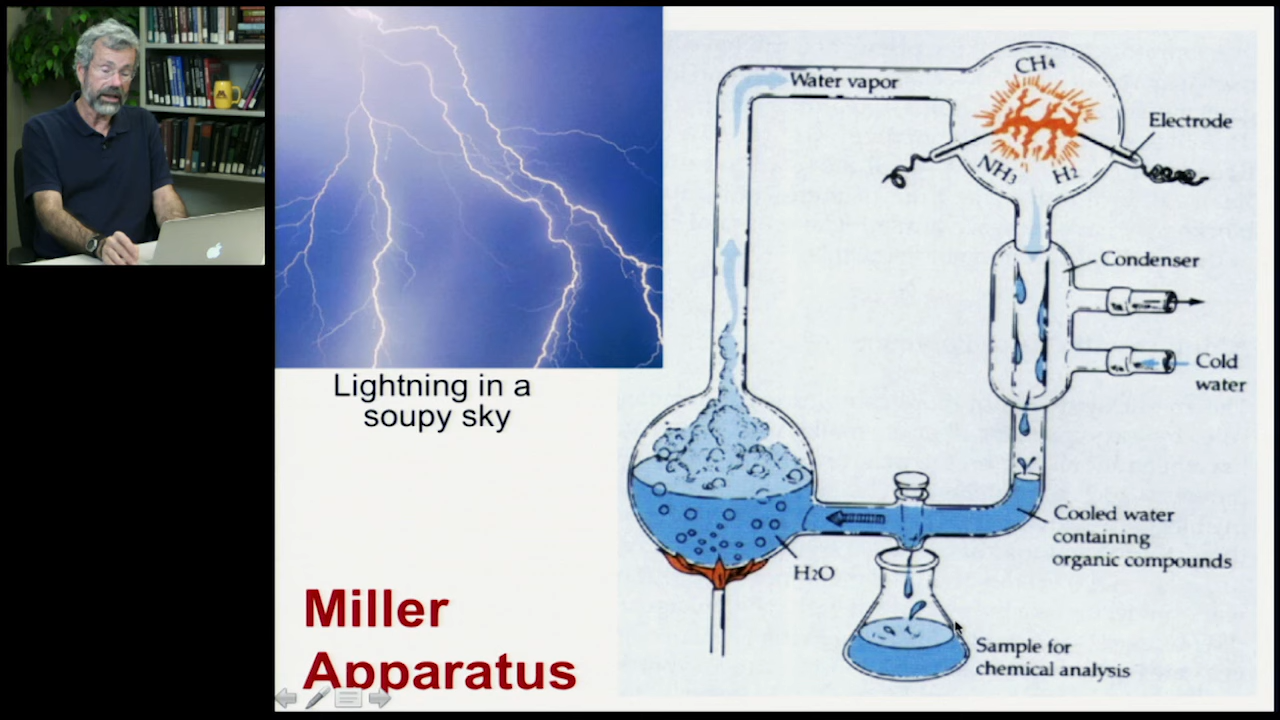 Lightning in a
soupy sky
Miller
Apparatus
Water vapor
CH4
NH3
H2
Electrode
Condenser
Cold
water
Cooled water
containing
organic compounds
H2O
Sample for
chemical analysis